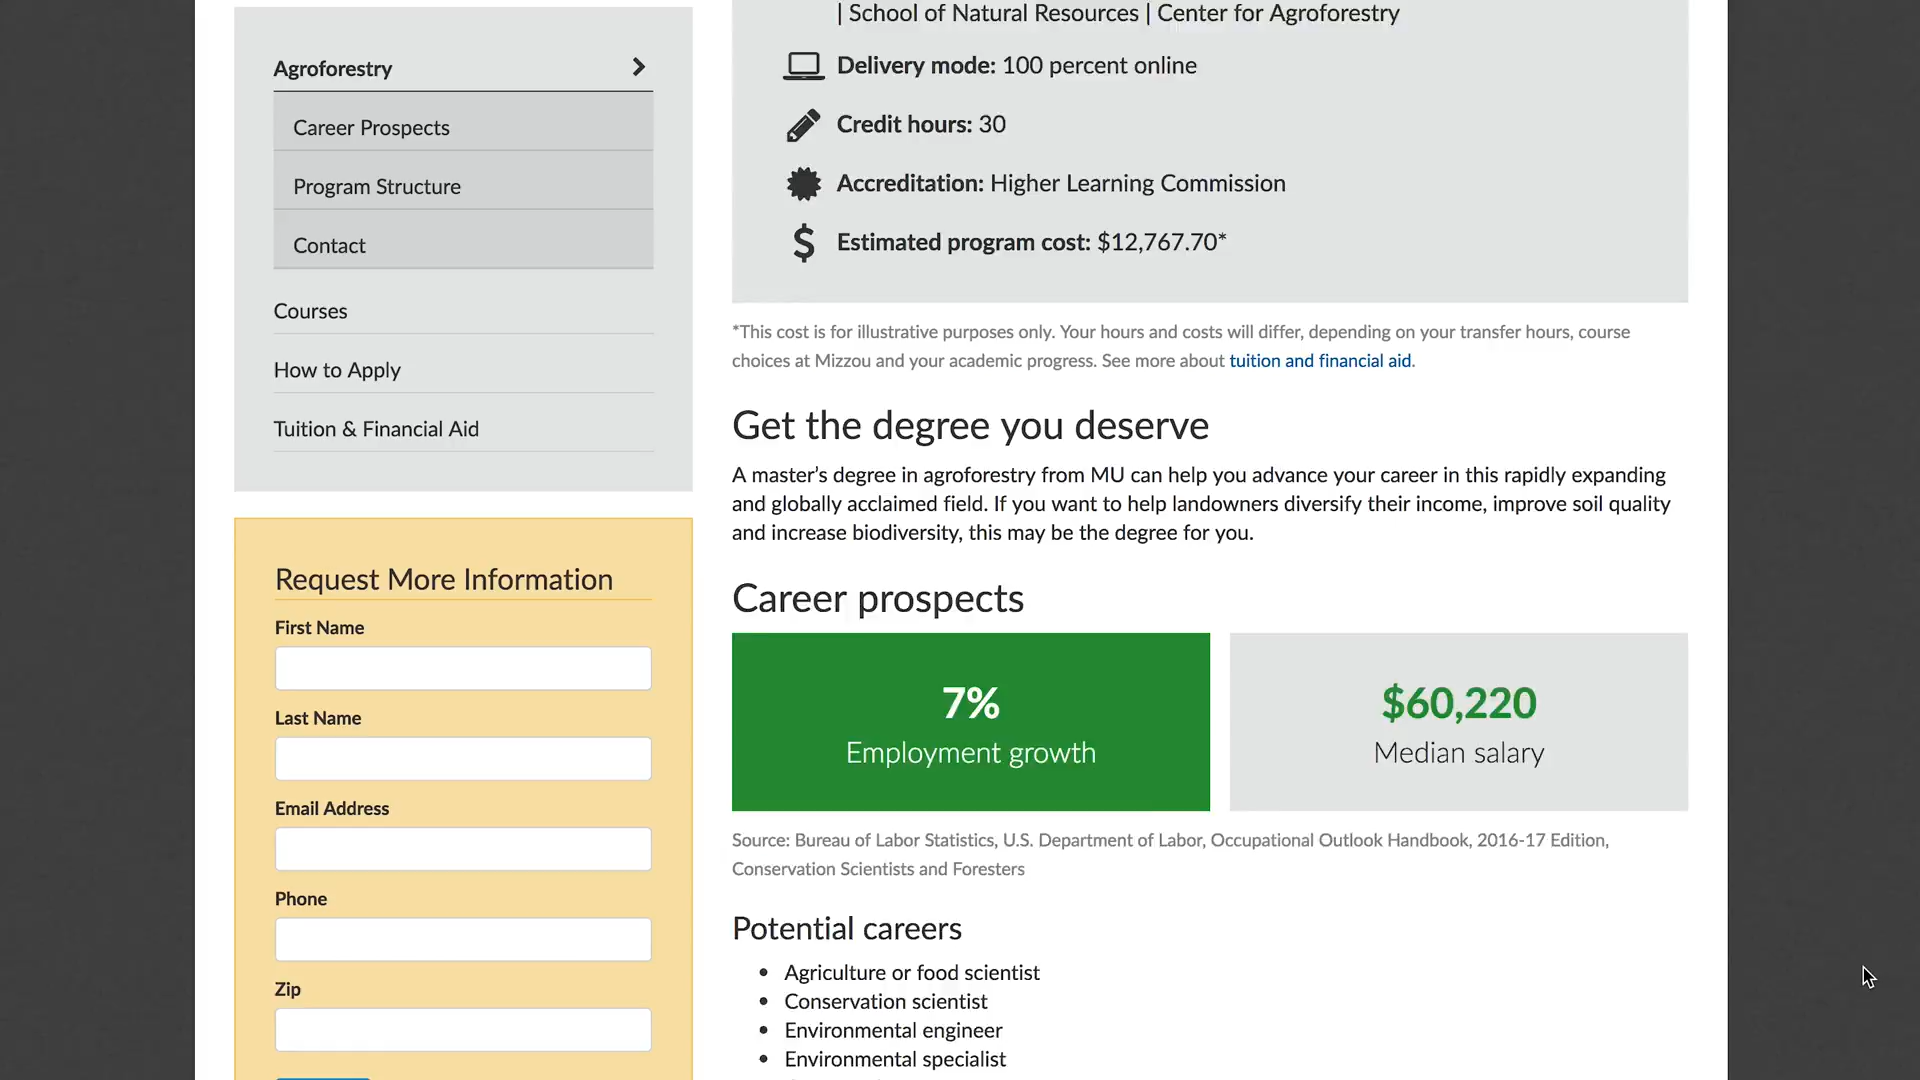 Agroforestry
Career Prospects
Program Structure
Contact
Courses
How to Apply
Tuition & Financial Aid
Request More Information
First Name
Last Name
Email Address
Phone
Zip
| School of Natural Resources | Center for Agroforestry
Delivery mode: 100 percent online
Credit hours: 30
Accreditation: Higher Learning Commission
$ Estimated program cost: $12,767.70*
*This cost is for illustrative purposes only. Your hours and costs will differ, depending on your transfer hours, course
choices at Mizzou and your academic progress. See more about tuition and financial aid.
Get the degree you deserve
A master’s degree in agroforestry from MU can help you advance your career in this rapidly expanding
and globally acclaimed field. If you want to help landowners diversify their income, improve soil quality
and increase biodiversity, this may be the degree for you.
Career prospects
7%
Employment growth
$60,220
Median salary
Source: Bureau of Labor Statistics, U.S. Department of Labor, Occupational Outlook Handbook, 2016-17 Edition,
Conservation Scientists and Foresters
Potential careers
• Agriculture or food scientist
• Conservation scientist
• Environmental engineer
• Environmental specialist